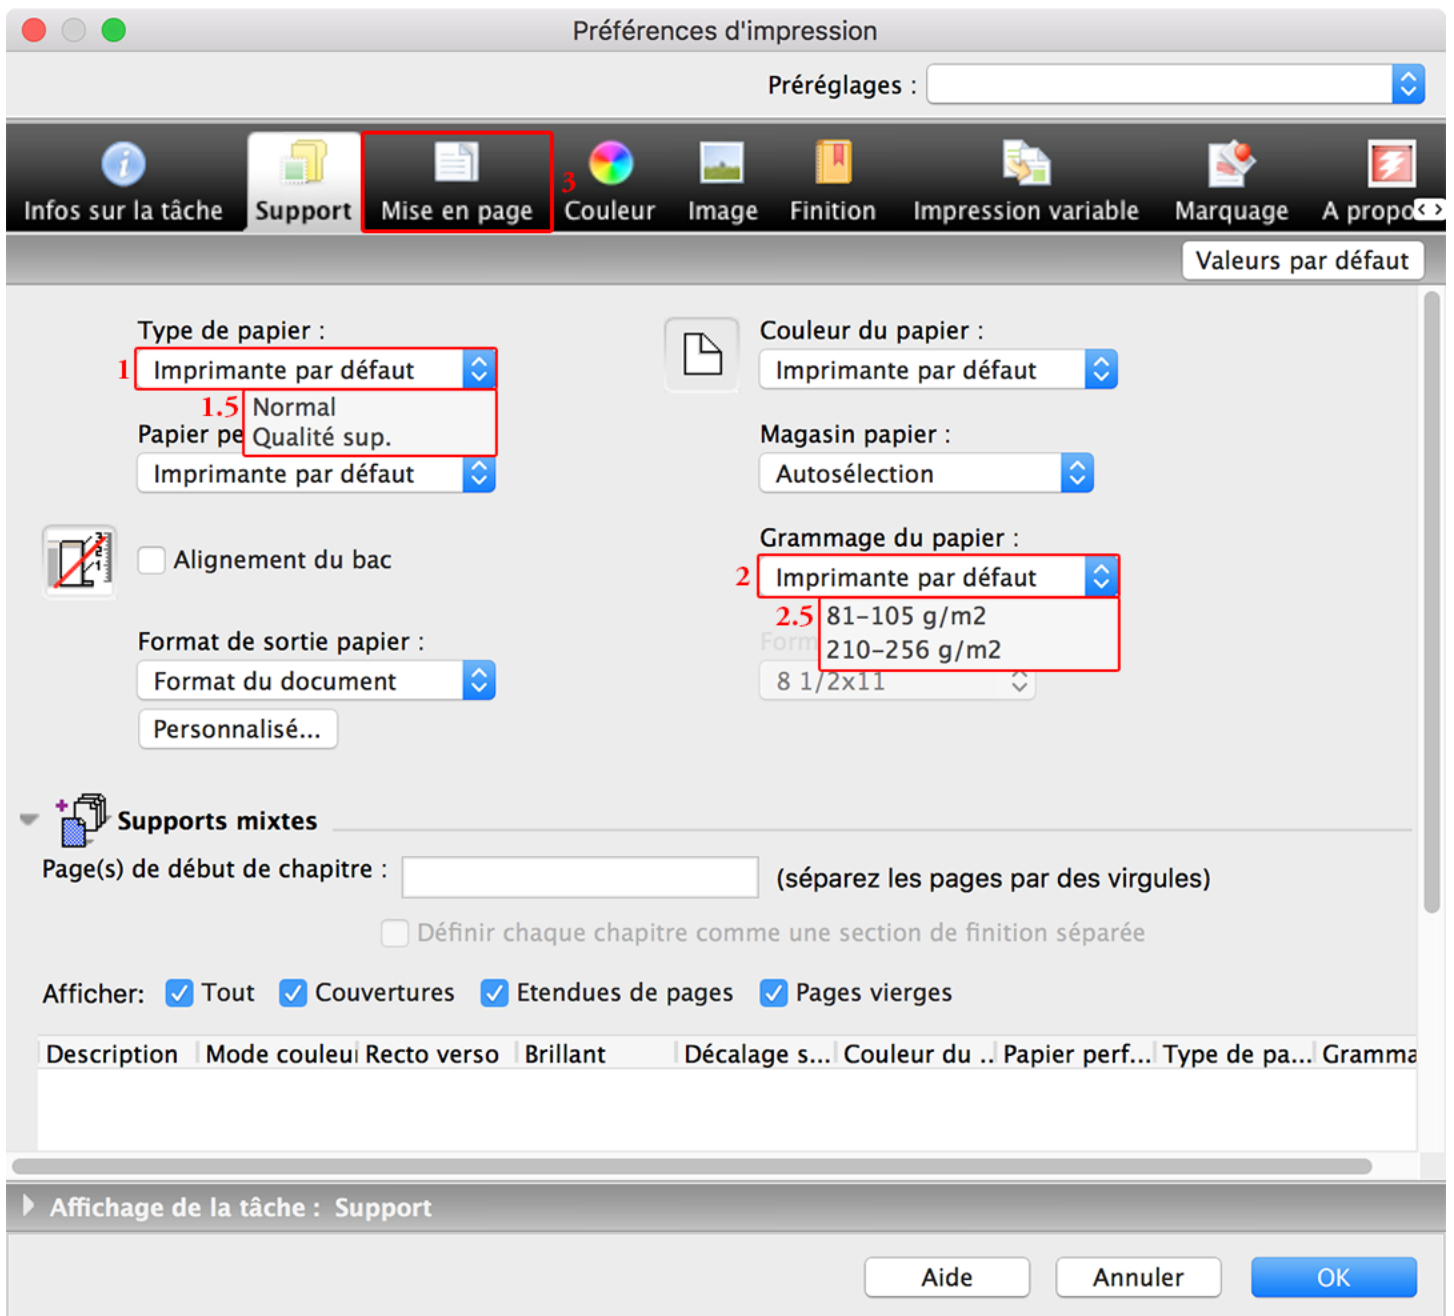 Préférences d'impression
Préréglages :
3
Infos sur la tâche Support Mise en page Couleur Image Finition Impression variable Marquage A propo
Valeurs par défaut
Type de papier : Couleur du papier :
1 Imprimante par défaut Imprimante par défaut
1.5 Normal
Papier pe Qualité sup. Magasin papier :
Imprimante par défaut Autosélection
Grammage du papier :
Alignement du bac
2 Imprimante par défaut
2.5 81-105 g/m2
Format de sortie papier : Form 210-256 g/m2
Format du document 8 1/2x11
Personnalisé...
Supports mixtes
Page(s) de début de chapitre : (séparez les pages par des virgules)
Définir chaque chapitre comme une section de finition séparée
Afficher: Tout Couvertures Etendues de pages Pages vierges
Description Mode couleu Recto verso Brillant Décalage s... Couleur du .. Papier perf... Type de pa... Gramma
Affichage de la tâche : Support
Aide Annuler OK